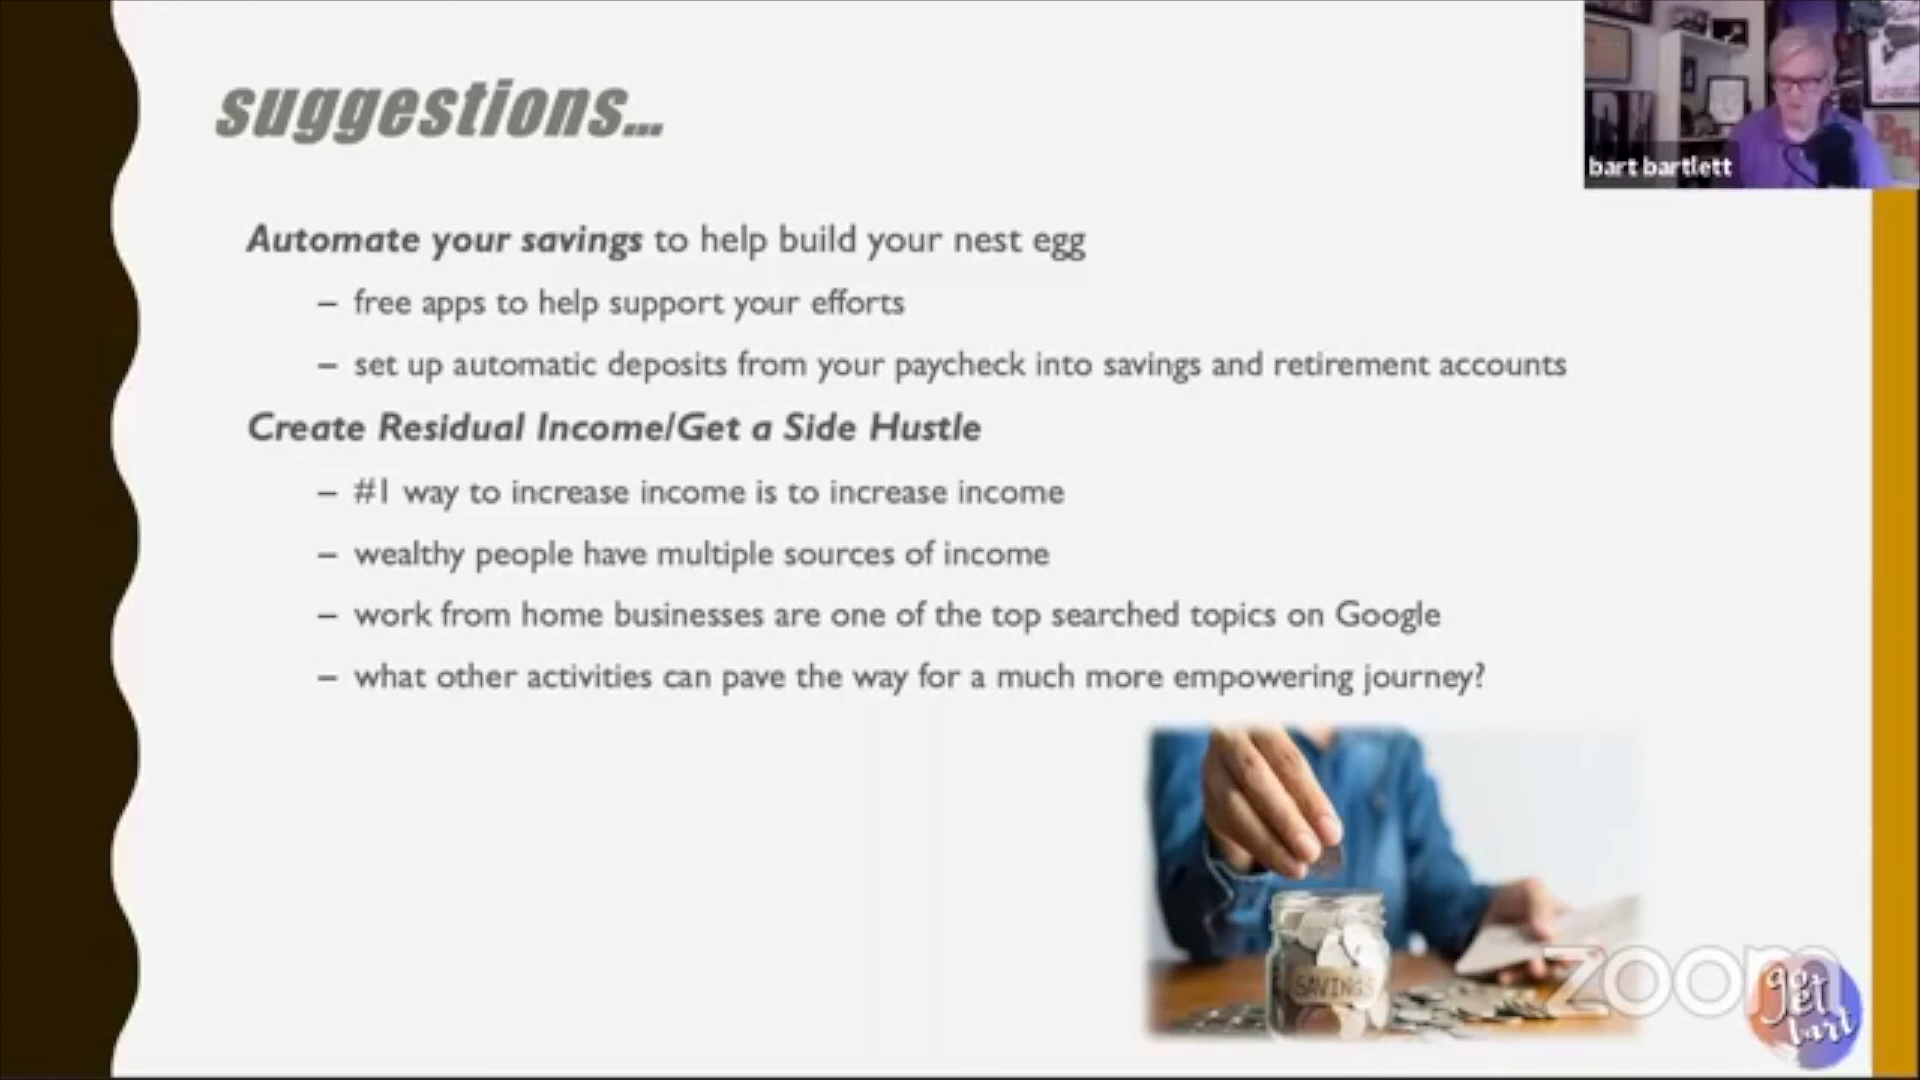 suggestions...
bart bartlett
Automate your savings to help build your nest egg
– free apps to help support your efforts
– set up automatic deposits from your paycheck into savings and retirement accounts
Create Residual Income/Get a Side Hustle
– #1 way to increase income is to increase income
– wealthy people have multiple sources of income
– work from home businesses are one of the top searched topics on Google
– what other activities can pave the way for a much more empowering journey?
SAVINGS
zoom
go
get
bart